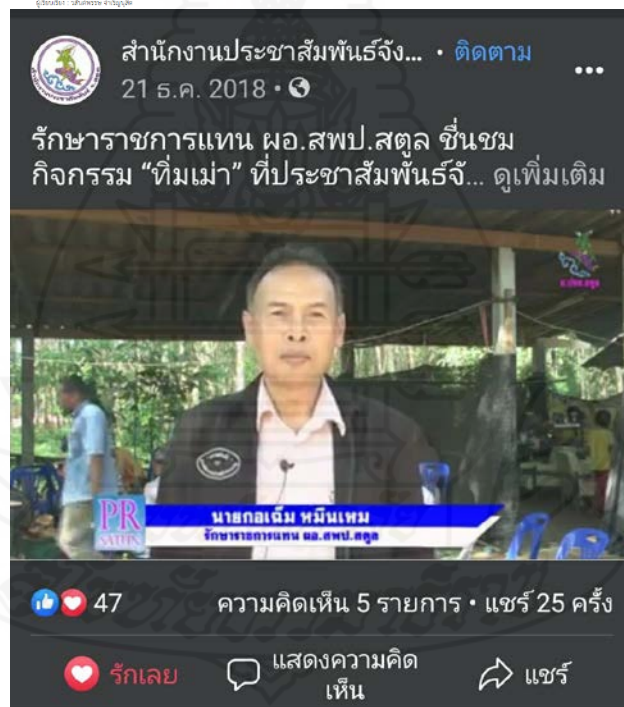 สำนักงานประชาสัมพันธ์จัง... • ติดตาม
21 ธ.ค. 2018
รักษาราชการแทน ผอ.สพป.สตูล ชื่นชม
กิจกรรม “ทิ่มเม่า” ที่ประชาสัมพันธ์จั... ดูเพิ่มเติม
PR
SATUN
นายกอเฉ็ม หมีนเหม
รักษาราชการแทน ผอ.สพป.สตูล
47
ความคิดเห็น 5 รายการ • แชร์ 25 ครั้ง
รักเลย
แสดงความคิด
เห็น
แชร์